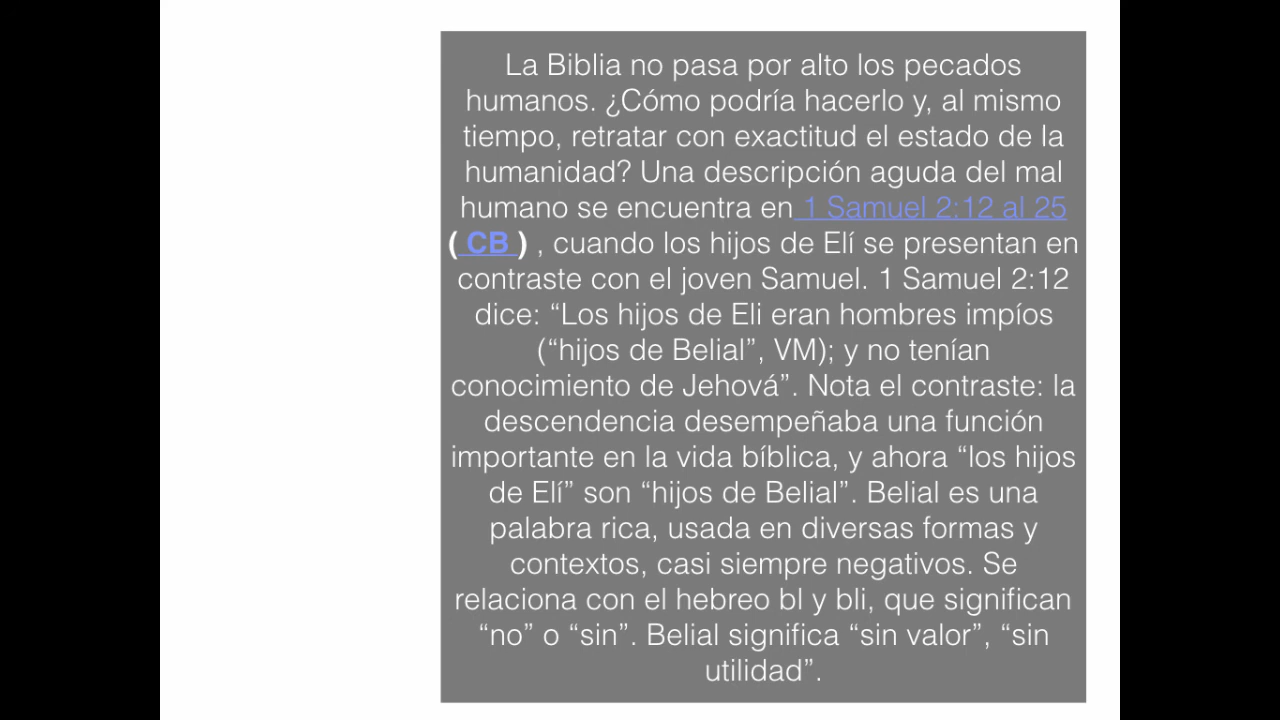 La Biblia no pasa por alto los pecados
humanos. ¿Cómo podría hacerlo y, al mismo
tiempo, retratar con exactitud el estado de la
humanidad? Una descripción aguda del mal
humano se encuentra en 1 Samuel 2:12 al 25
( CB ) , cuando los hijos de Elí se presentan en
contraste con el joven Samuel. 1 Samuel 2:12
dice: “Los hijos de Eli eran hombres impíos
(“hijos de Belial”, VM); y no tenían
conocimiento de Jehová”. Nota el contraste: la
descendencia desempeñaba una función
importante en la vida bíblica, y ahora “los hijos
de Elí” son “hijos de Belial”. Belial es una
palabra rica, usada en diversas formas y
contextos, casi siempre negativos. Se
relaciona con el hebreo bl y bli, que significan
“no” o “sin”. Belial significa “sin valor”, “sin
utilidad”.